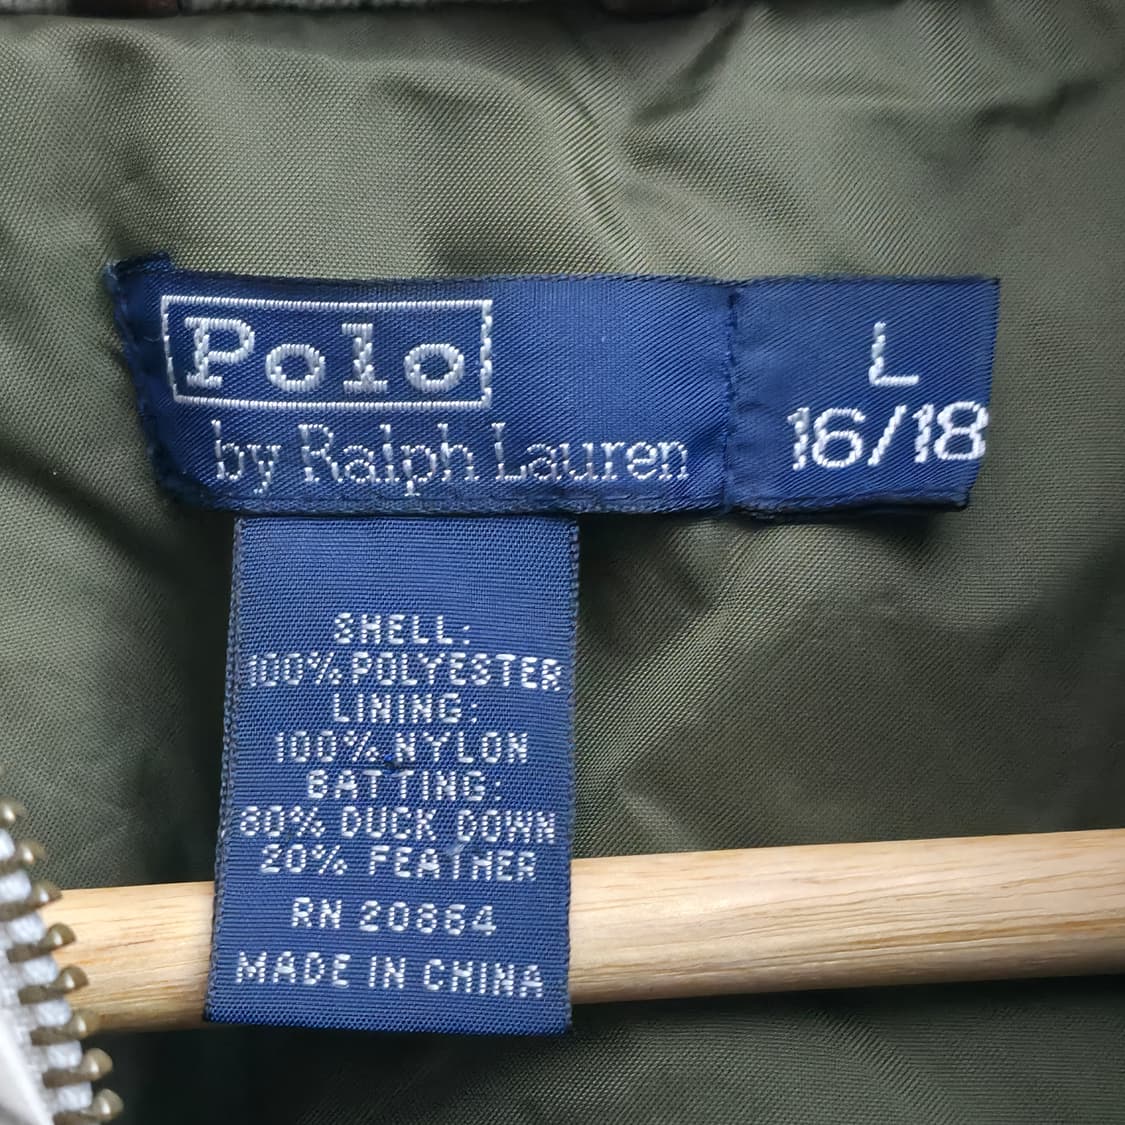 Polo
by Ralph Lauren
L
16/18
SHELL:
100% POLYESTER
LINING:
100% NYLON
BATTING:
80% DUCK DOWN
20% FEATHER
RN 20864
MADE IN CHINA